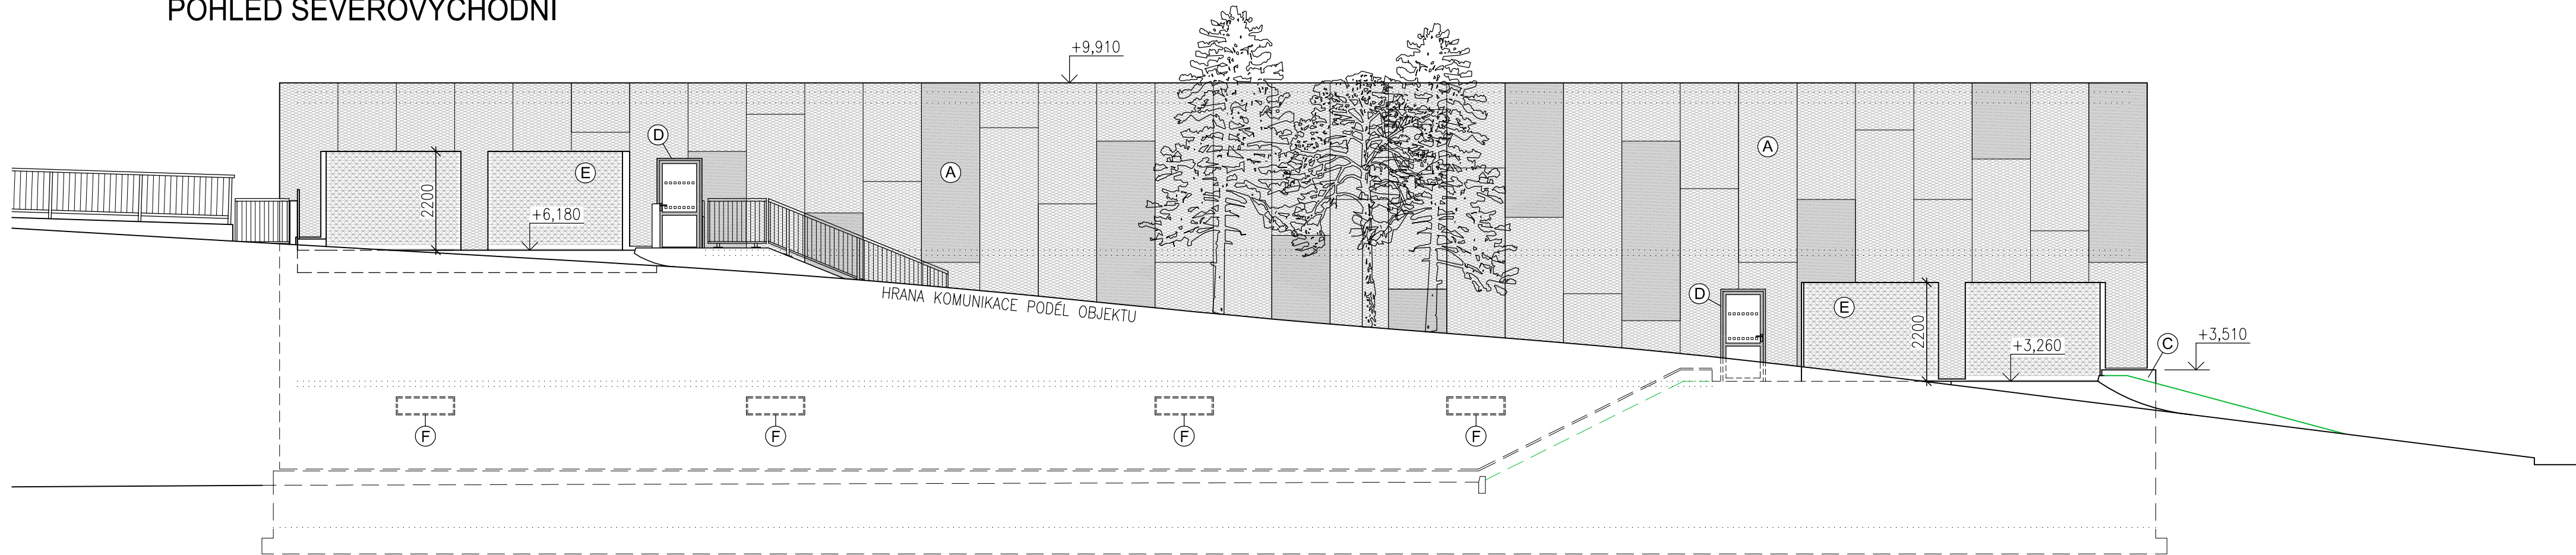 POHLED SEVEROVÝCHODNÍ
+9,910
D
A
A
E
2200
+6,180
HRANA KOMUNIKACE PODÉL OBJEKTU
D
E
2200
+3,260
C
+3,510
F
F
F
F